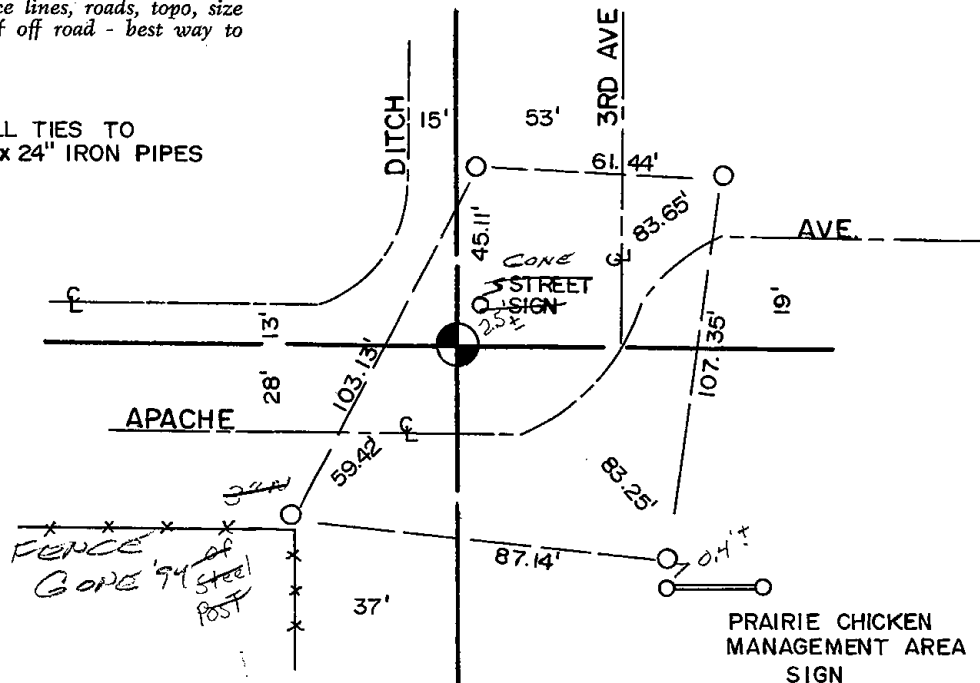 ce lines, roads, topo, size
f off road - best way to
LL TIES TO
x 24" IRON PIPES
DITCH
15'
53'
3RD AVE
61.44'
83.65'
45.11'
GONE
STREET
SIGN
2.5'±
℄
AVE.
℄
13'
19'
28'
103.13'
107.35'
APACHE
℄
59.42'
83.25'
3" N
FENCE
GONE '94
of
steel
POST
87.14'
0.4'±
37'
PRAIRIE CHICKEN
MANAGEMENT AREA
SIGN